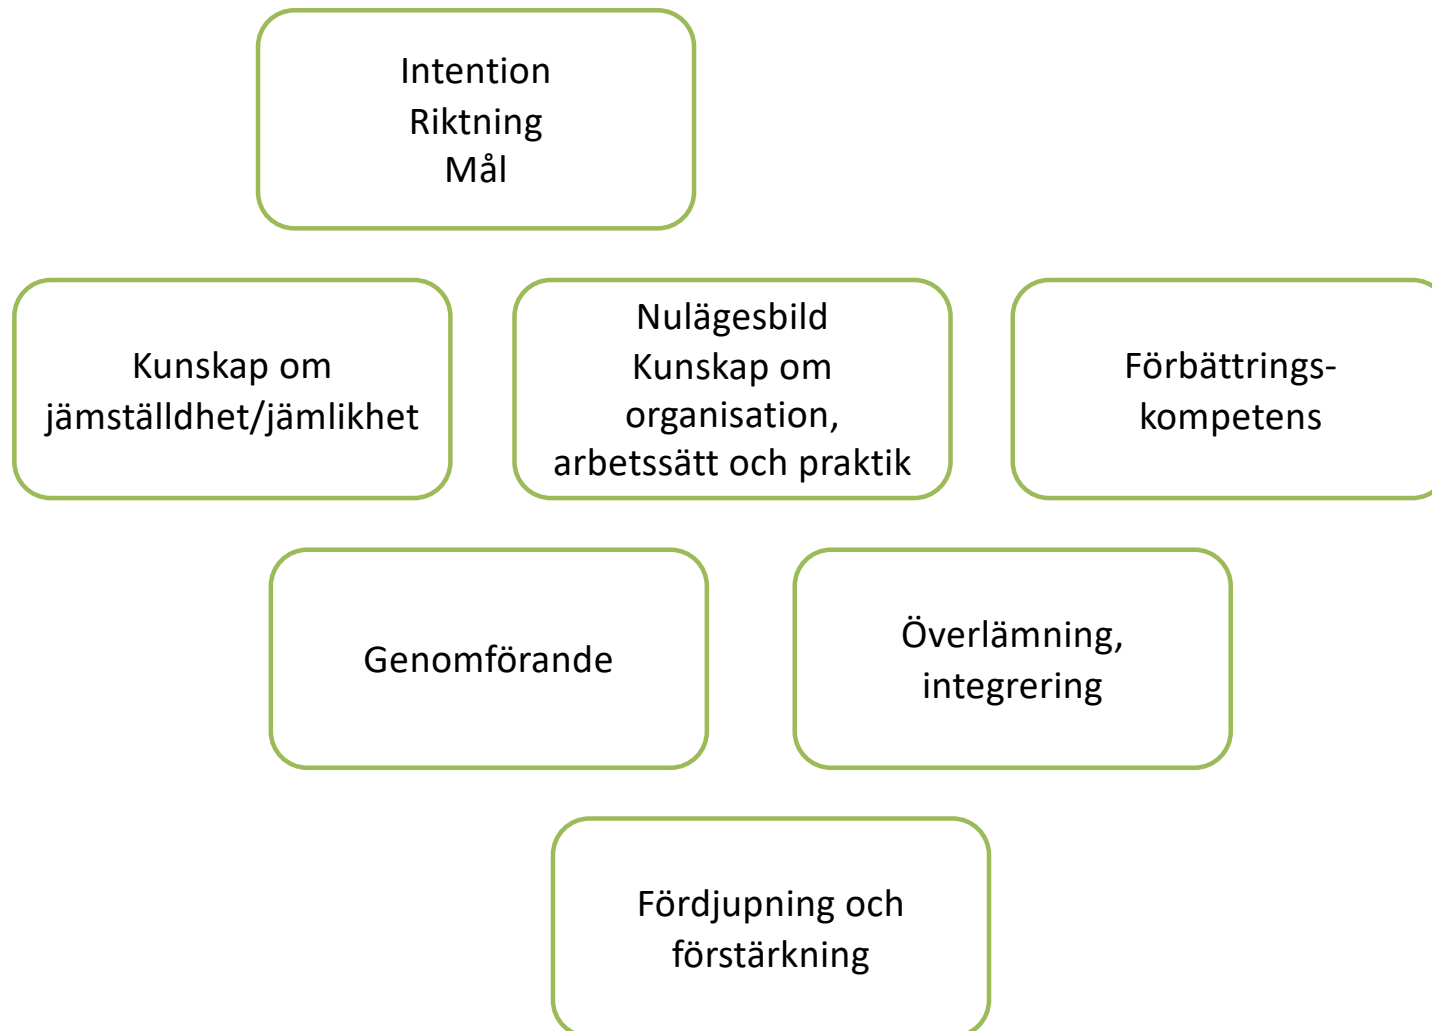 Intention
Riktning
Mål
Kunskap om
jämställdhet/jämlikhet
Nulägesbild
Kunskap om
organisation,
arbetssätt och praktik
Förbättrings-
kompetens
Genomförande
Överlämning,
integrering
Fördjupning och
förstärkning